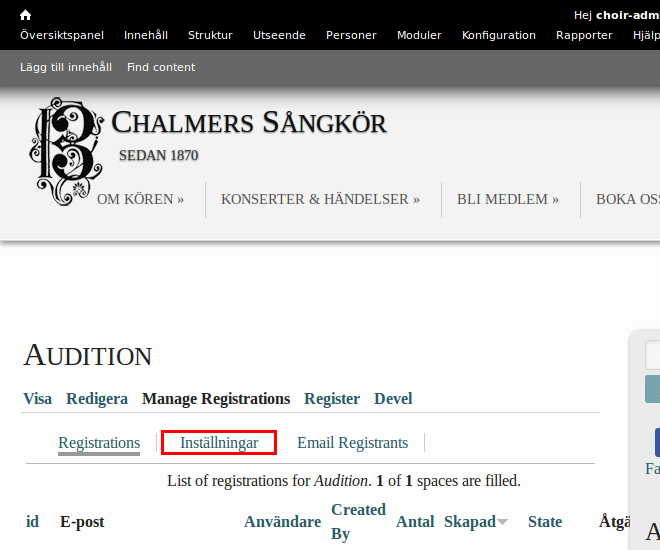 Hej choir-adm
Översiktspanel Innehåll Struktur Utseende Personer Moduler Konfiguration Rapporter Hjälp
Lägg till innehåll Find content
CHALMERS SÅNGKÖR
SEDAN 1870
OM KÖREN » KONSERTER & HÄNDELSER » BLI MEDLEM » BOKA OSS
AUDITION
Visa Redigera Manage Registrations Register Devel
Registrations Inställningar Email Registrants
List of registrations for Audition. 1 of 1 spaces are filled.
id E-post Användare Created By Antal Skapad State Åtgä
Fa
A